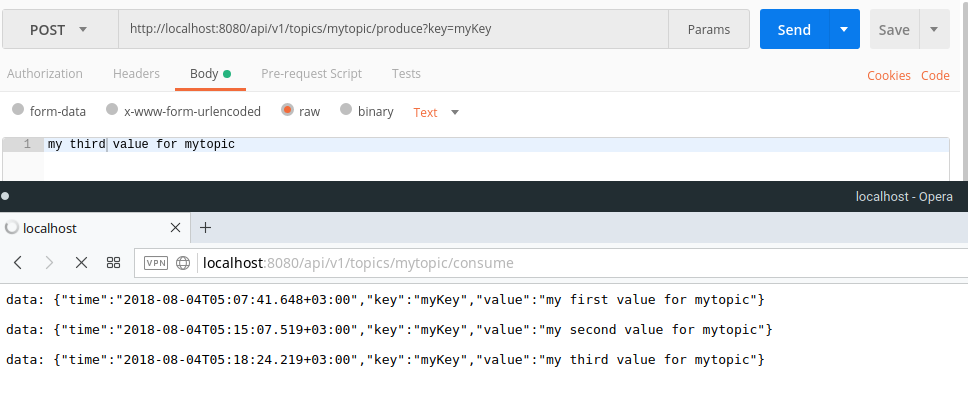 POST http://localhost:8080/api/v1/topics/mytopic/produce?key=myKey Params Send Save
Authorization Headers Body Pre-request Script Tests Cookies Code
form-data x-www-form-urlencoded raw binary Text
1 my third value for mytopic
localhost - Opera
localhost
VPN localhost:8080/api/v1/topics/mytopic/consume
data: {"time":"2018-08-04T05:07:41.648+03:00","key":"myKey","value":"my first value for mytopic"}
data: {"time":"2018-08-04T05:15:07.519+03:00","key":"myKey","value":"my second value for mytopic"}
data: {"time":"2018-08-04T05:18:24.219+03:00","key":"myKey","value":"my third value for mytopic"}